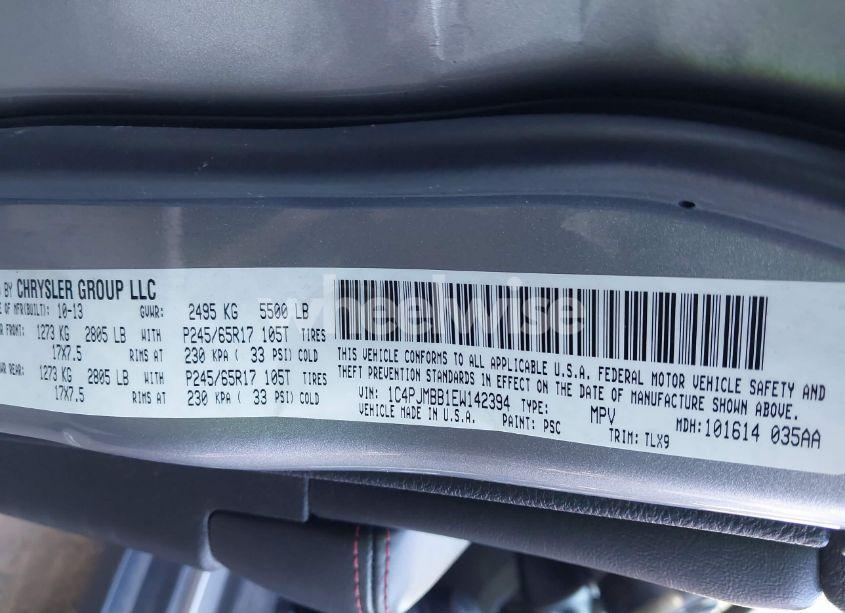 BY CHRYSLER GROUP LLC
OF MFR(BUILT): 10-13 GVWR: 2495 KG 5500 LB
FRONT: 1273 KG 2805 LB WITH P245/65R17 105T TIRES
17X7.5 RIMS AT 230 KPA ( 33 PSI) COLD
REAR: 1273 KG 2805 LB WITH P245/65R17 105T TIRES
17X7.5 RIMS AT 230 KPA ( 33 PSI) COLD
THIS VEHICLE CONFORMS TO ALL APPLICABLE U.S.A. FEDERAL MOTOR VEHICLE SAFETY AND
THEFT PREVENTION STANDARDS IN EFFECT ON THE DATE OF MANUFACTURE SHOWN ABOVE.
VIN: 1C4PJMBB1EW142394 TYPE: MPV MDH:101614 035AA
VEHICLE MADE IN U.S.A. PAINT: PSC TRIM: TLX9
wheelwise